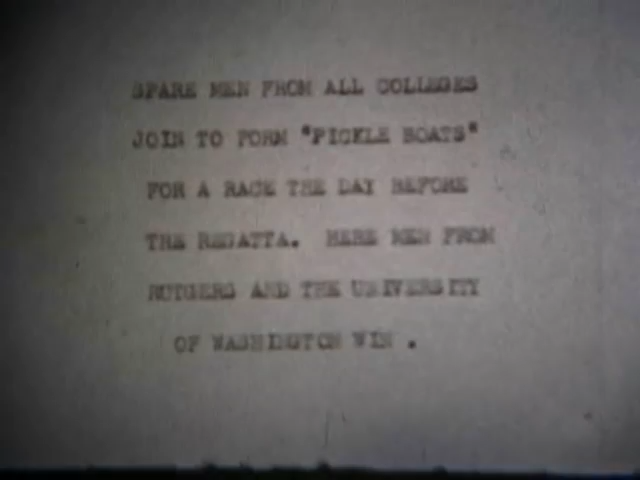 SPARE MEN FROM ALL COLLEGES
JOIN TO FORM "PICKLE BOATS"
FOR A RACE THE DAY BEFORE
THE REGATTA. HERE MEN FROM
RUTGERS AND THE UNIVERSITY
OF WASHINGTON WIN .